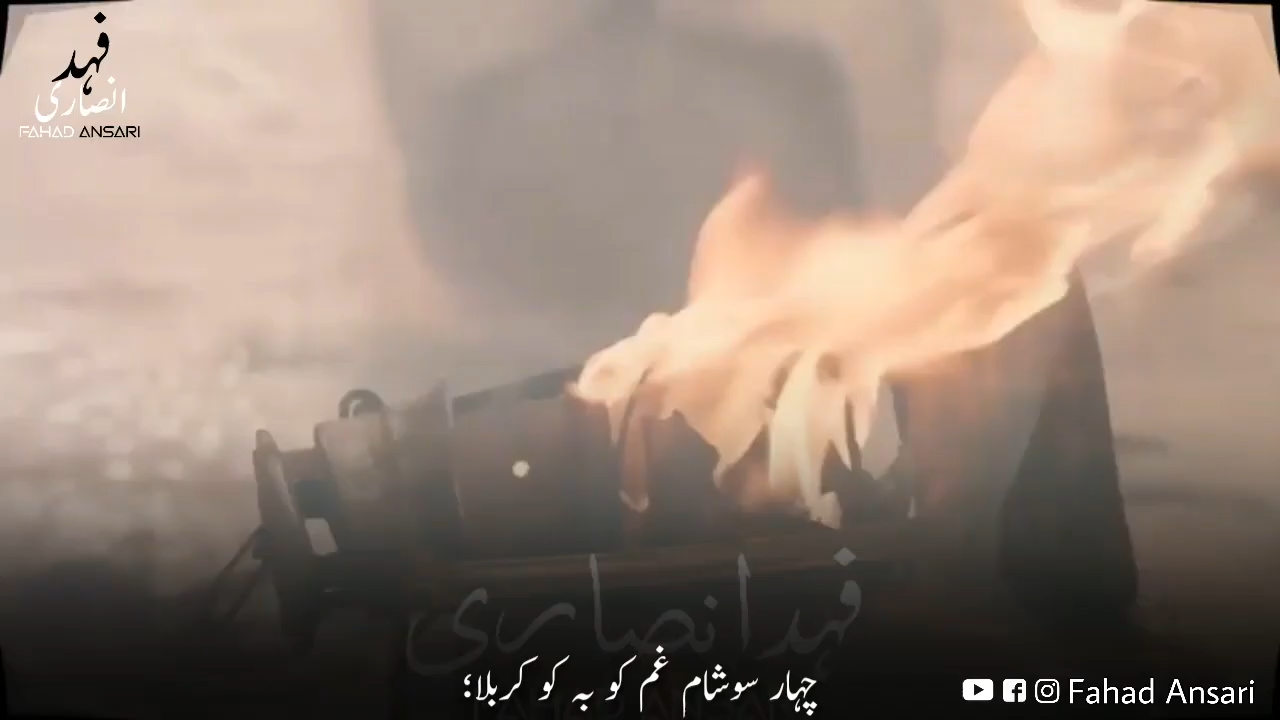 فہد
انصاری
FAHAD ANSARI
فہد انصاری
چہار سو شام غم کو بہ کو کربلا؛
Fahad Ansari